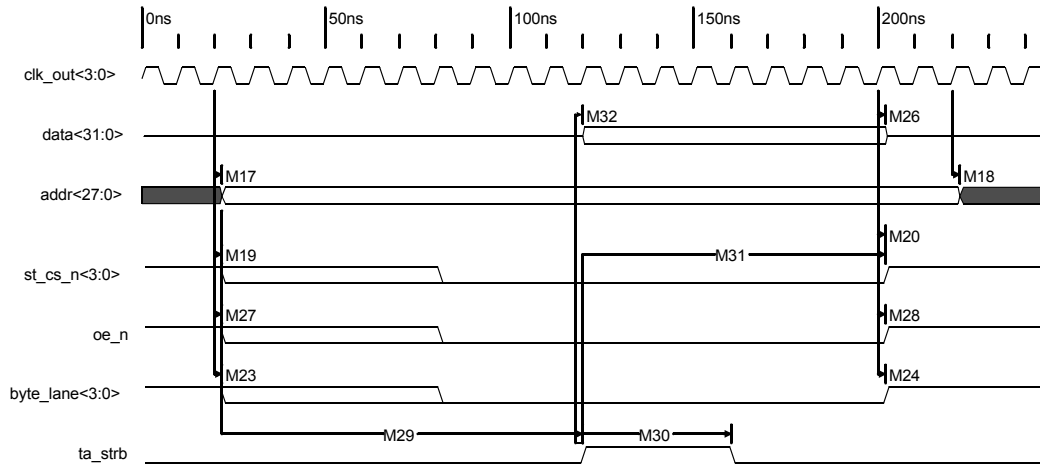 0ns 50ns 100ns 150ns 200ns
clk_out<3:0>
M32 M26
data<31:0>
M17 M18
addr<27:0>
M20
M19 M31
st_cs_n<3:0>
M27 M28
oe_n
M23 M24
byte_lane<3:0>
M29 M30
ta_strb